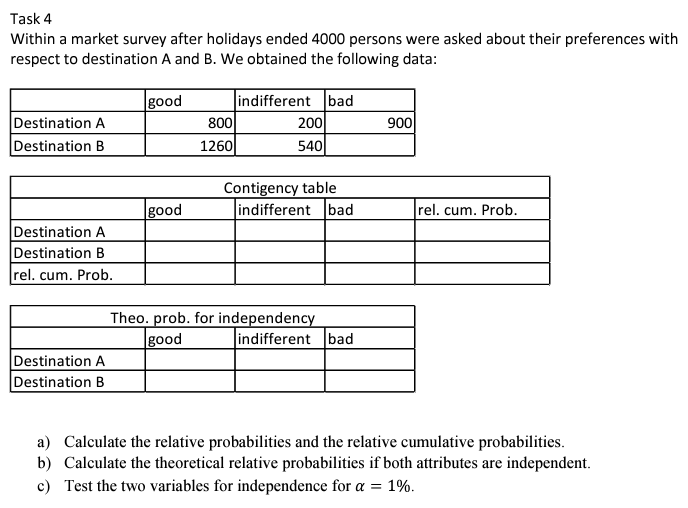 Task 4
Within a market survey after holidays ended 4000 persons were asked about their preferences with
respect to destination A and B. We obtained the following data:
good indifferent bad
Destination A 800 200 900
Destination B 1260 540
Contigency table
good indifferent bad rel. cum. Prob.
Destination A
Destination B
rel. cum. Prob.
Theo. prob. for independency
good indifferent bad
Destination A
Destination B
a) Calculate the relative probabilities and the relative cumulative probabilities.
b) Calculate the theoretical relative probabilities if both attributes are independent.
c) Test the two variables for independence for α = 1%.